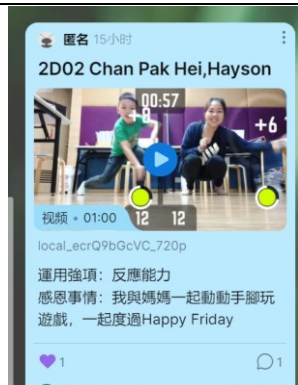 匿名 15小时
2D02 Chan Pak Hei,Hayson
00:57
+8
+6
视频 • 01:00
12 12
local_ecrQ9bGcVC_720p
運用強項：反應能力
感恩事情：我與媽媽一起動動手腳玩
遊戲，一起度過Happy Friday
1
1